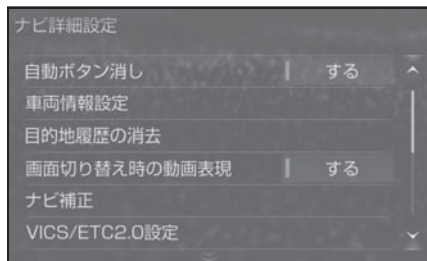 ナビ詳細設定
自動ボタン消し する
車両情報設定
目的地履歴の消去
画面切り替え時の動画表現 する
ナビ補正
VICS/ETC2.0設定